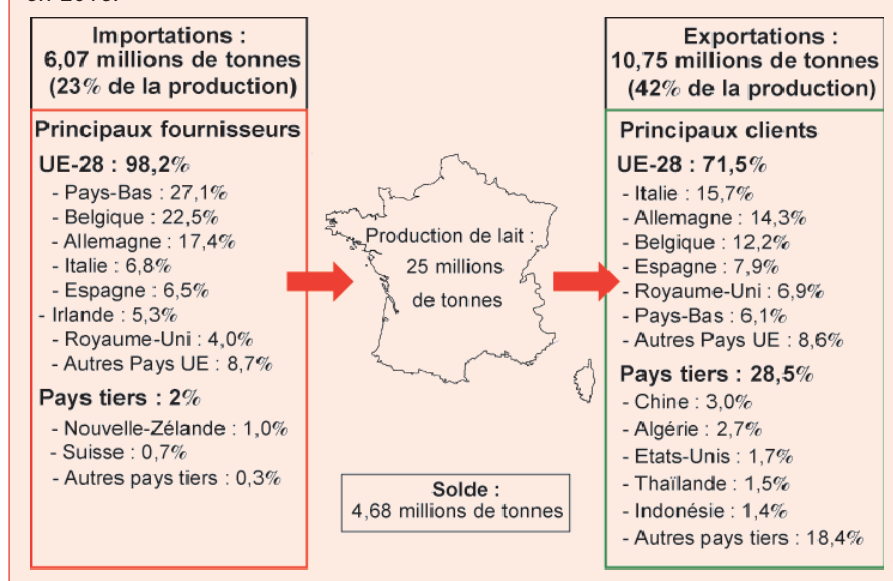 Importations :
6,07 millions de tonnes
(23% de la production)
Principaux fournisseurs
UE-28 : 98,2%
- Pays-Bas : 27,1%
- Belgique : 22,5%
- Allemagne : 17,4%
- Italie : 6,8%
- Espagne : 6,5%
- Irlande : 5,3%
- Royaume-Uni : 4,0%
- Autres Pays UE : 8,7%
Pays tiers : 2%
- Nouvelle-Zélande : 1,0%
- Suisse : 0,7%
- Autres pays tiers : 0,3%
Production de lait :
25 millions
de tonnes
Solde :
4,68 millions de tonnes
Exportations :
10,75 millions de tonnes
(42% de la production)
Principaux clients
UE-28 : 71,5%
- Italie : 15,7%
- Allemagne : 14,3%
- Belgique : 12,2%
- Espagne : 7,9%
- Royaume-Uni : 6,9%
- Pays-Bas : 6,1%
- Autres Pays UE : 8,6%
Pays tiers : 28,5%
- Chine : 3,0%
- Algérie : 2,7%
- Etats-Unis : 1,7%
- Thaïlande : 1,5%
- Indonésie : 1,4%
- Autres pays tiers : 18,4%